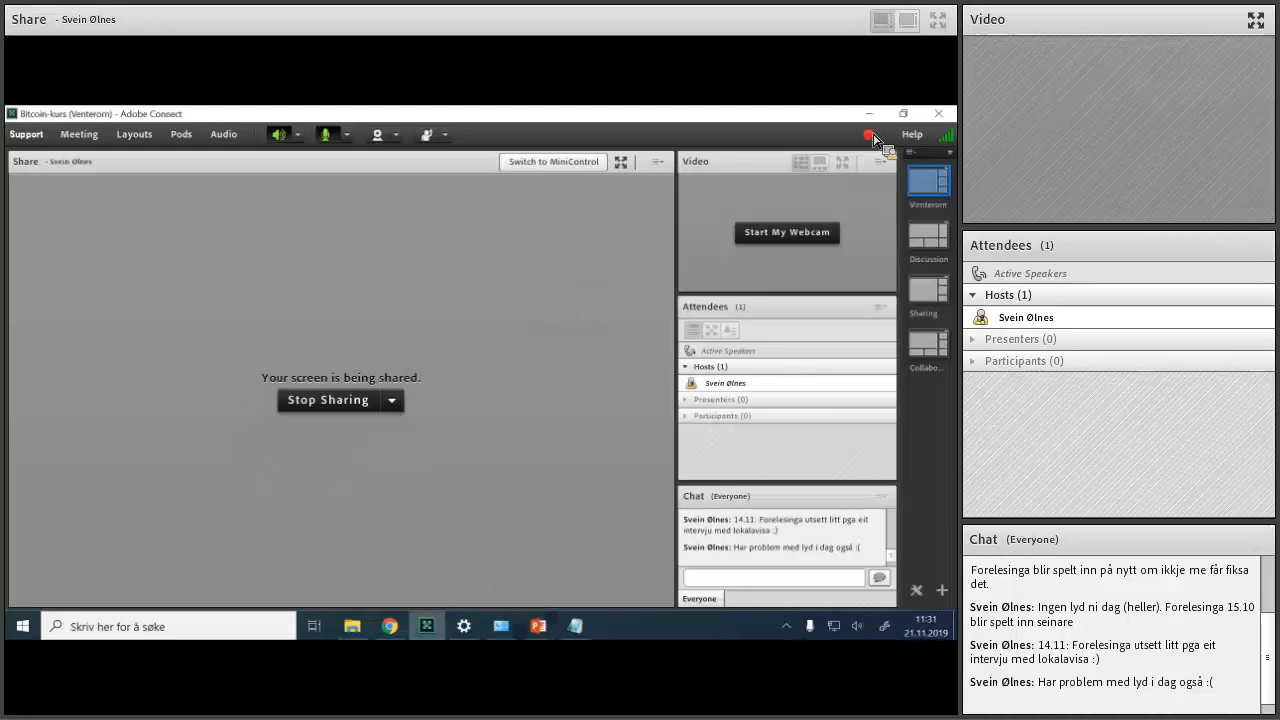 Share - Svein Ølnes
Bitcoin-kurs (Venterom) - Adobe Connect
Support Meeting Layouts Pods Audio Help
Share - Svein Ølnes
Switch to MiniControl
Your screen is being shared.
Stop Sharing
Video
Start My Webcam
Attendees (1)
Active Speakers
Hosts (1)
Svein Ølnes
Presenters (0)
Participants (0)
Chat (Everyone)
Svein Ølnes: 14.11: Forelesinga utsett litt pga eit
intervju med lokalavisa :)
Svein Ølnes: Har problem med lyd i dag også :(
Everyone
Venterom
Discussion
Sharing
Collabo...
Skriv her for å søke
11:31
21.11.2019
Video
Attendees (1)
Active Speakers
Hosts (1)
Svein Ølnes
Presenters (0)
Participants (0)
Chat (Everyone)
Forelesinga blir spelt inn på nytt om ikkje me får fiksa
det.
Svein Ølnes: Ingen lyd ni dag (heller). Forelesinga 15.10
blir spelt inn seinare
Svein Ølnes: 14.11: Forelesinga utsett litt pga eit
intervju med lokalavisa :)
Svein Ølnes: Har problem med lyd i dag også :(